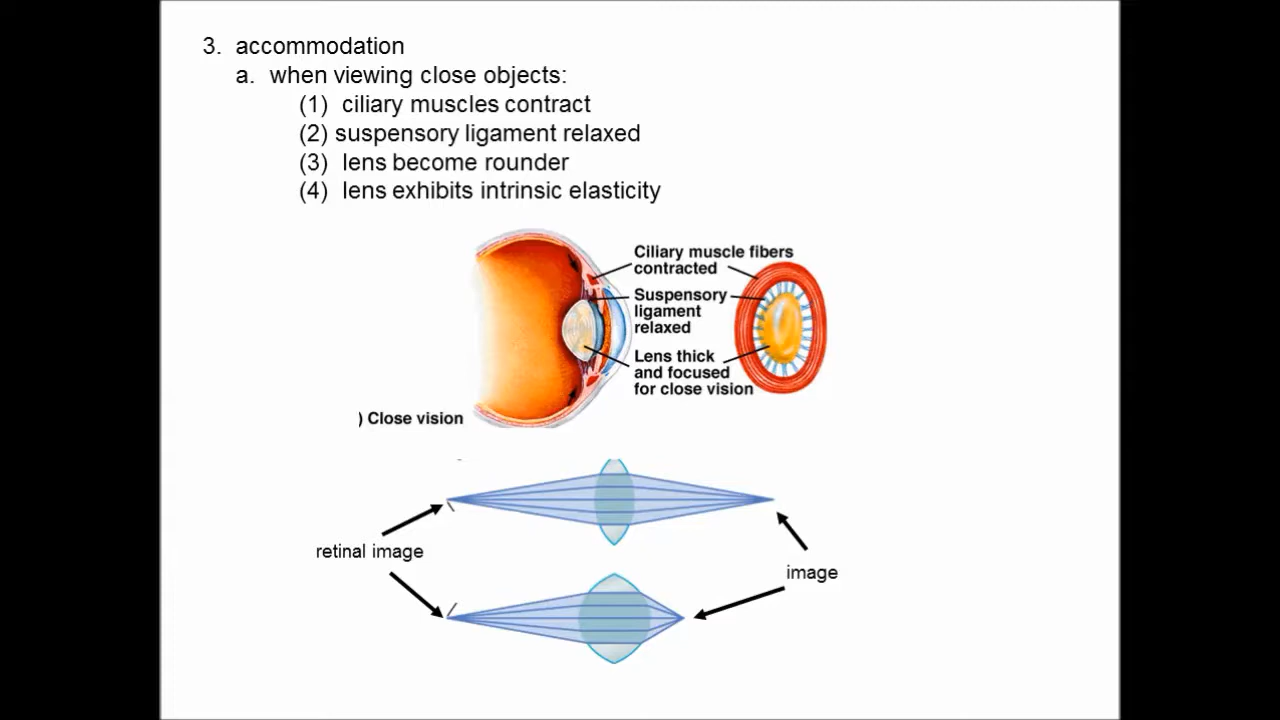 3. accommodation
a. when viewing close objects:
(1) ciliary muscles contract
(2) suspensory ligament relaxed
(3) lens become rounder
(4) lens exhibits intrinsic elasticity
Ciliary muscle fibers
contracted
Suspensory
ligament
relaxed
Lens thick
and focused
for close vision
) Close vision
retinal image
image